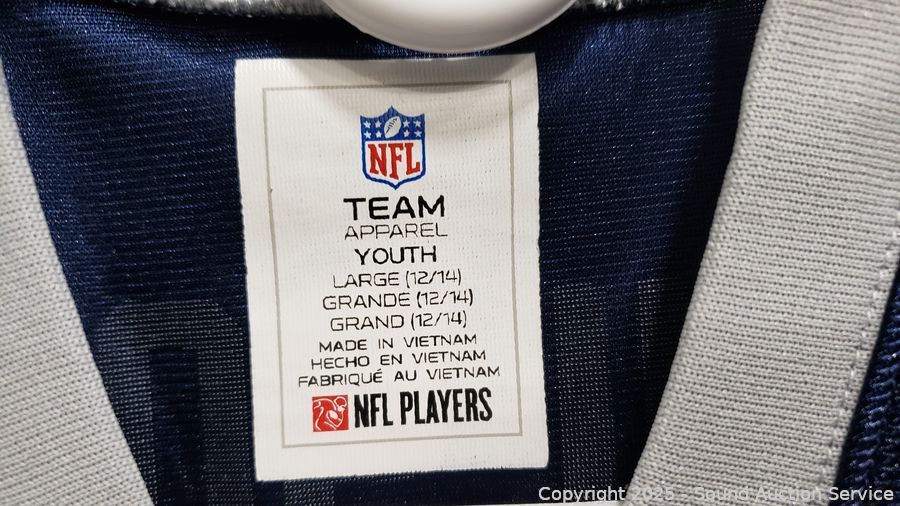 NFL
TEAM
APPAREL
YOUTH
LARGE (12/14)
GRANDE (12/14)
GRAND (12/14)
MADE IN VIETNAM
HECHO EN VIETNAM
FABRIQUÉ AU VIETNAM
NFL PLAYERS
Copyright 2025 - Sound Auction Service